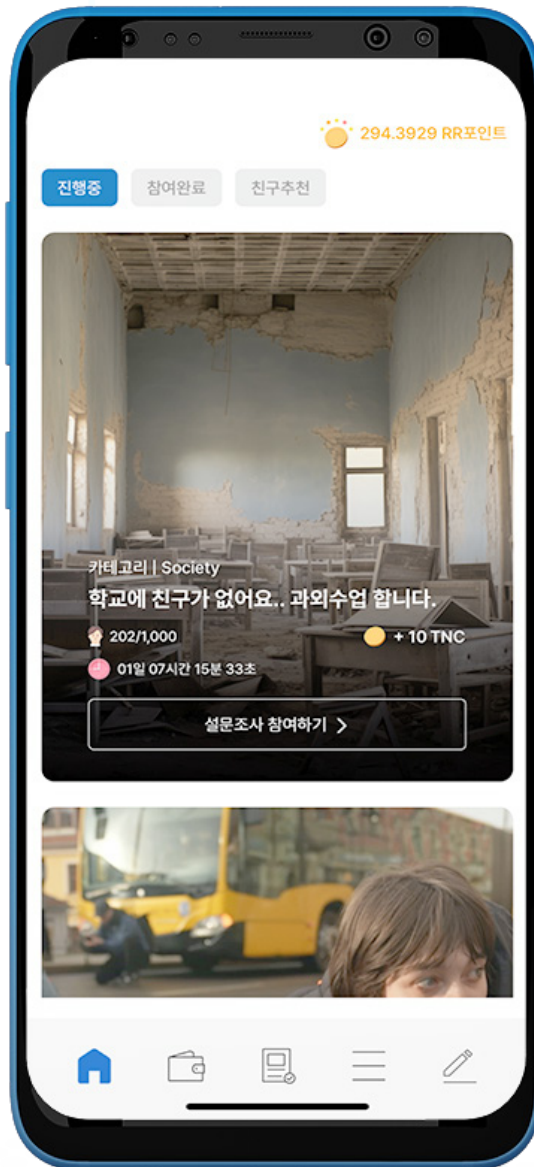 294.3929 RR포인트
진행중 참여완료 친구추천
카테고리 | Society
학교에 친구가 없어요.. 과외수업 합니다.
202/1,000 + 10 TNC
01일 07시간 15분 33초
설문조사 참여하기 >